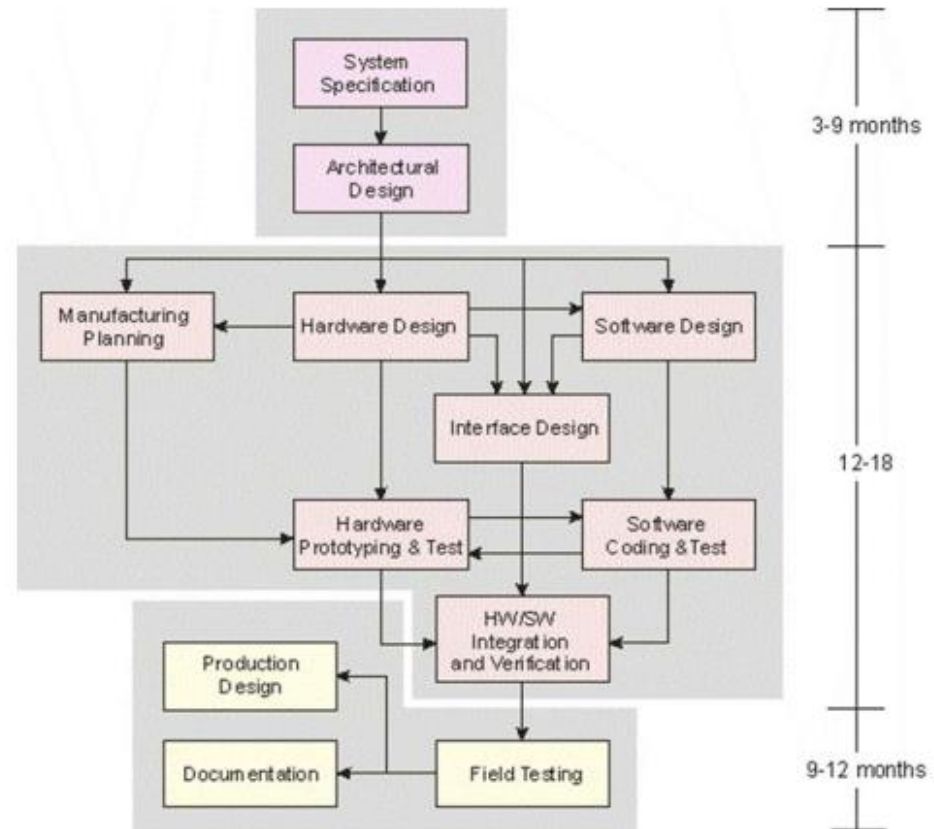 System
Specification
3-9 months
Architectural
Design
Manufacturing
Planning
Hardware Design
Software Design
Interface Design
12-18
Hardware
Prototyping & Test
Software
Coding & Test
HW/SW
Integration
and Verification
Production
Design
Documentation
Field Testing
9-12 months